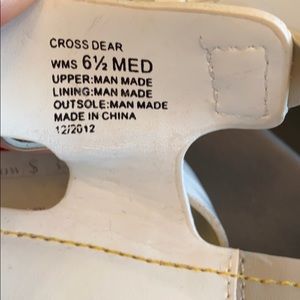 CROSS DEAR
WMS 6½ MED
UPPER:MAN MADE
LINING:MAN MADE
OUTSOLE:MAN MADE
MADE IN CHINA
12/2012